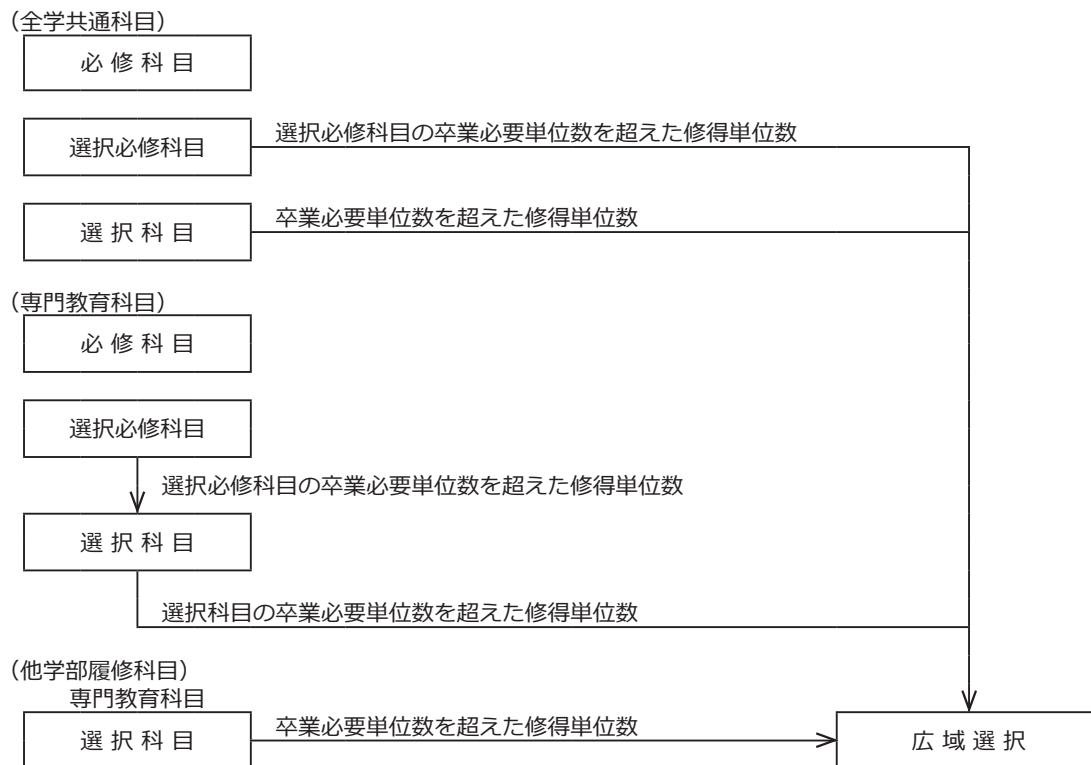 （全学共通科目）
必 修 科 目
選択必修科目
選択必修科目の卒業必要単位数を超えた修得単位数
選 択 科 目
卒業必要単位数を超えた修得単位数
（専門教育科目）
必 修 科 目
選択必修科目
選択必修科目の卒業必要単位数を超えた修得単位数
選 択 科 目
選択科目の卒業必要単位数を超えた修得単位数
（他学部履修科目）
専門教育科目
選 択 科 目
卒業必要単位数を超えた修得単位数
広 域 選 択